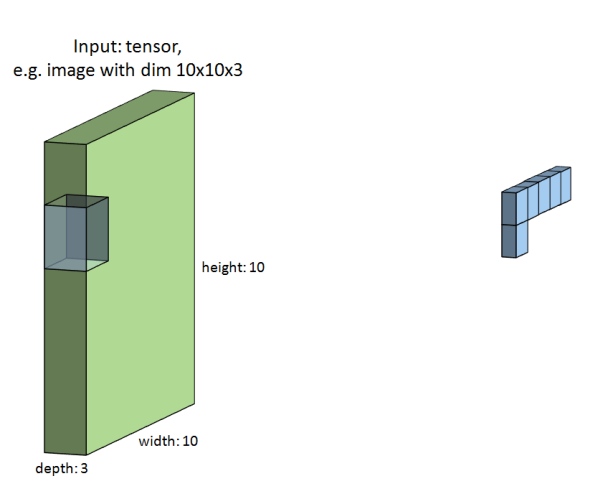 Input: tensor,
e.g. image with dim 10x10x3
height: 10
width: 10
depth: 3